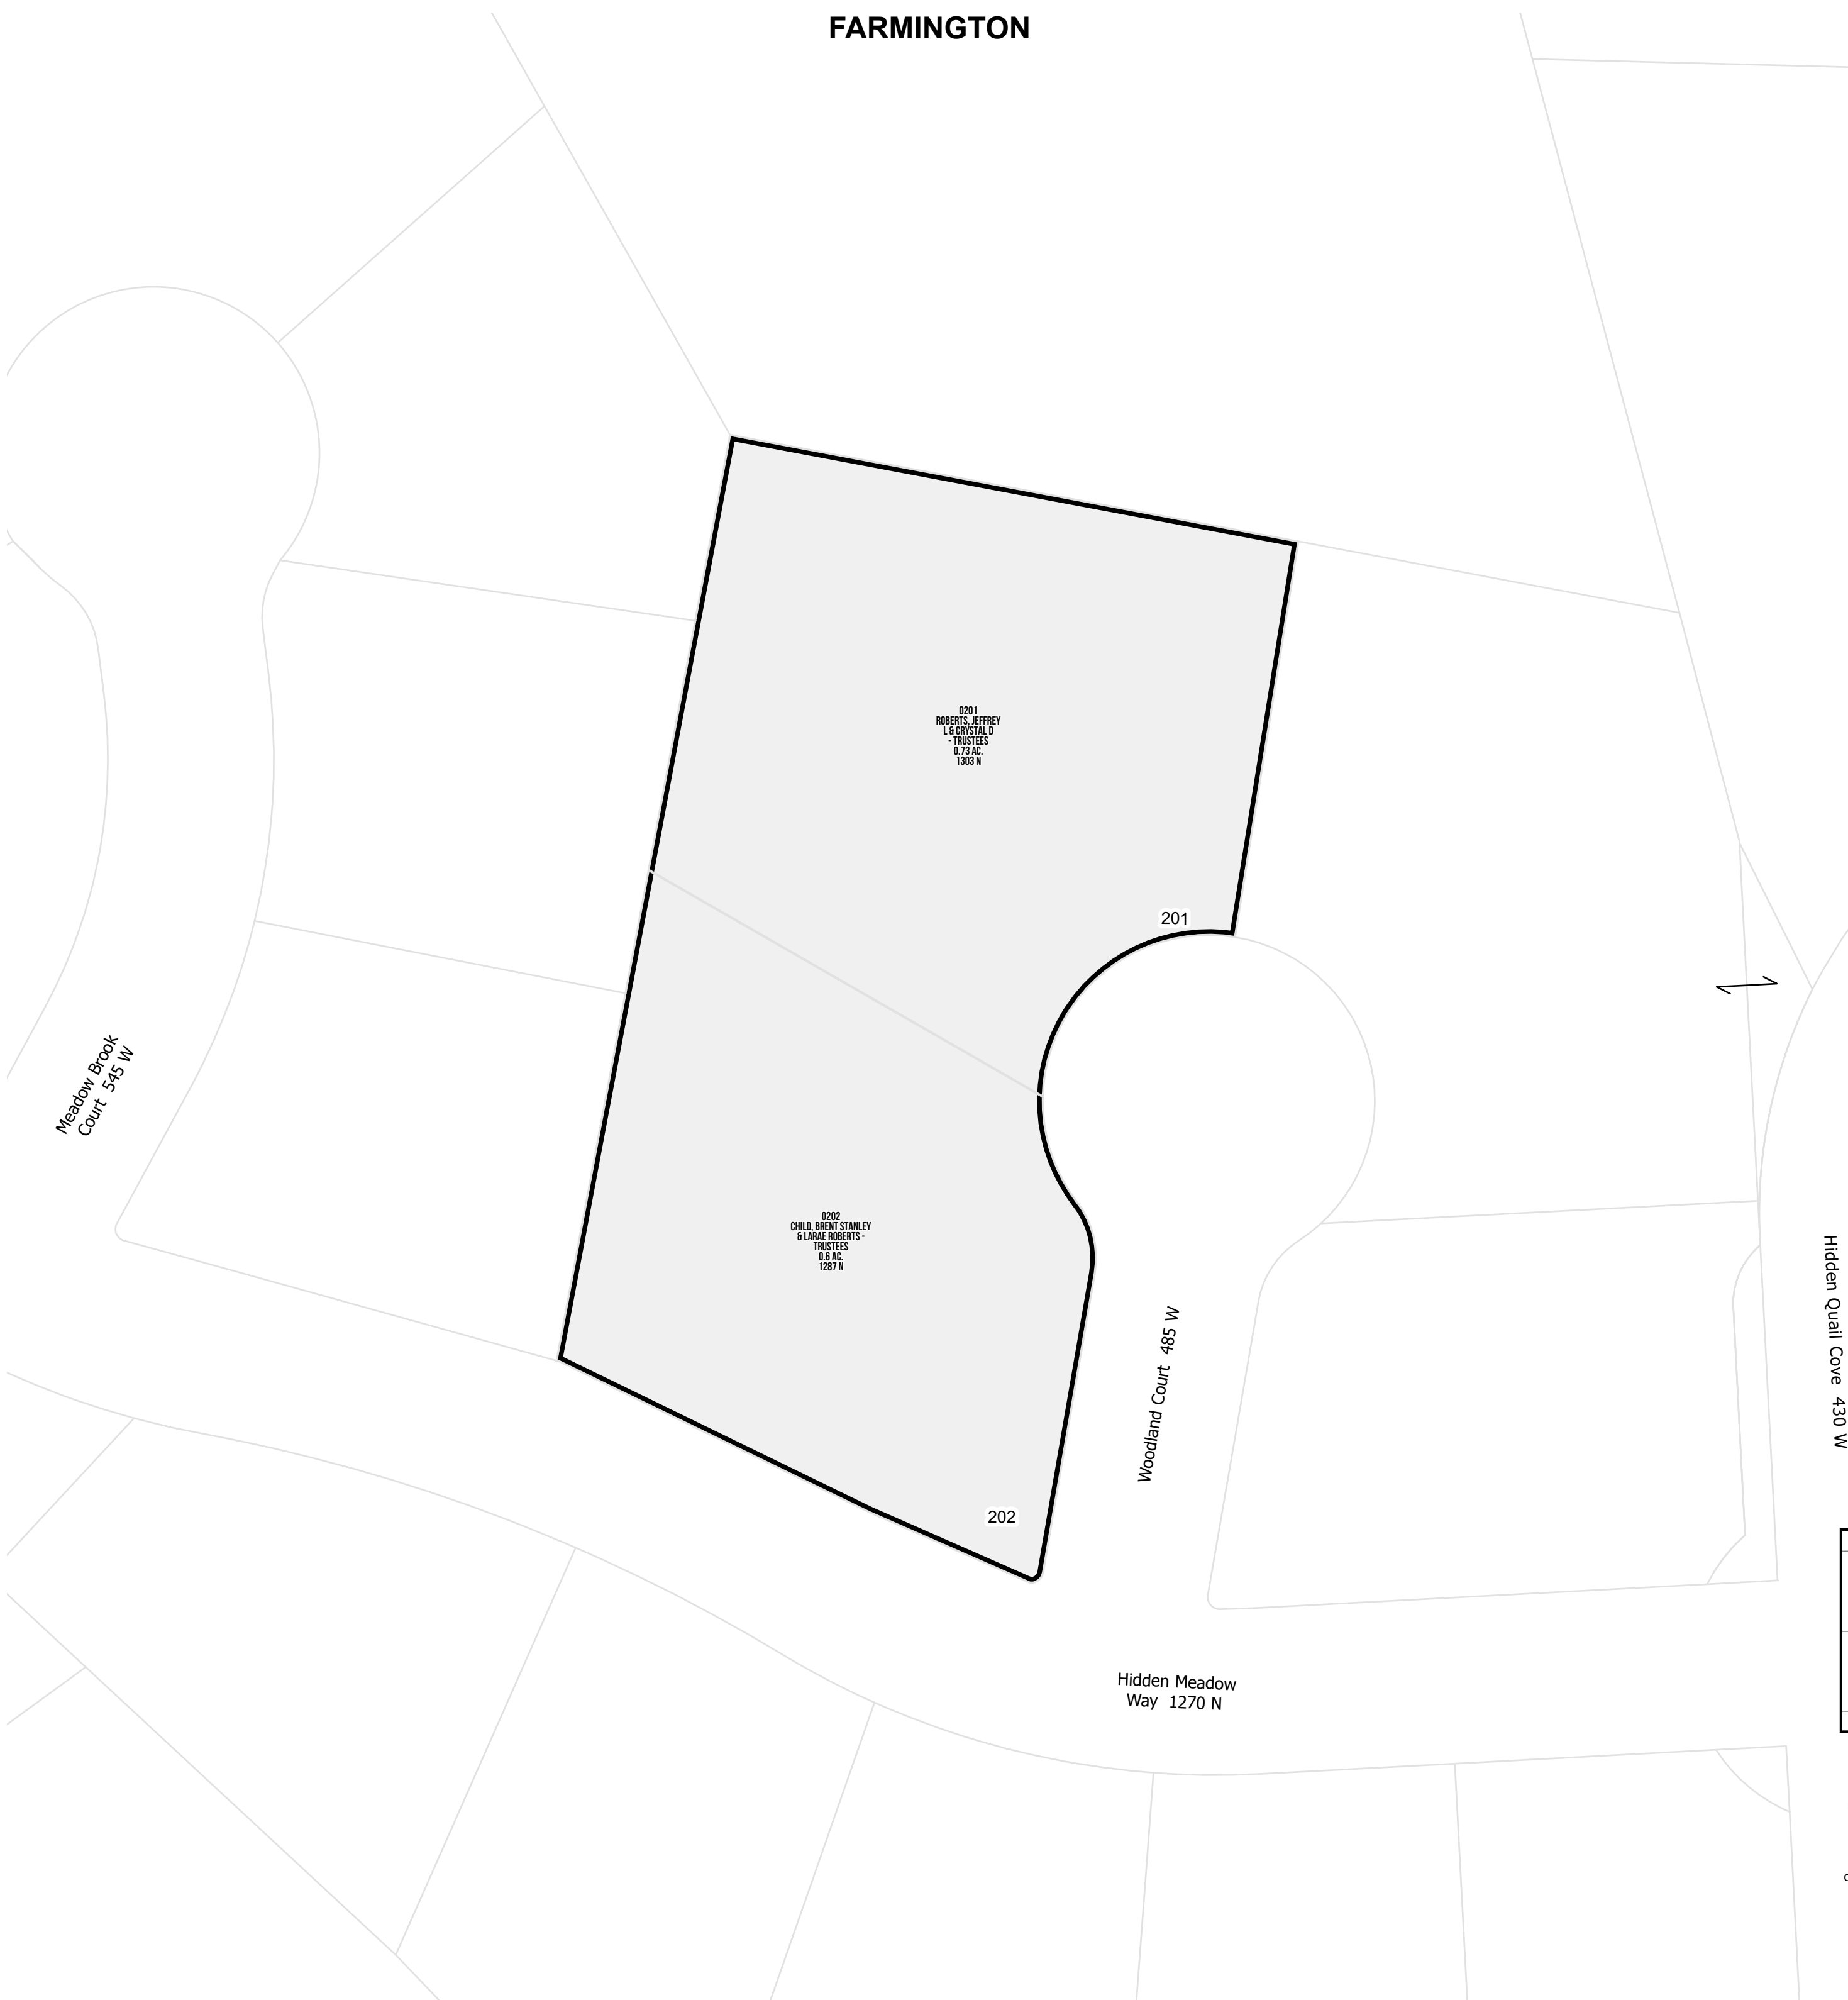 FARMINGTON
0201
ROBERTS, JEFFREY
L & CRYSTAL D
- TRUSTEES
0.73 AC.
1303 N
201
Meadow Brook
Court 545 W
0202
CHILD, BRENT STANLEY
& LARAE ROBERTS -
TRUSTEES
0.6 AC.
1287 N
Woodland Court 485 W
Hidden Quail Cove 430 W
202
Hidden Meadow
Way 1270 N